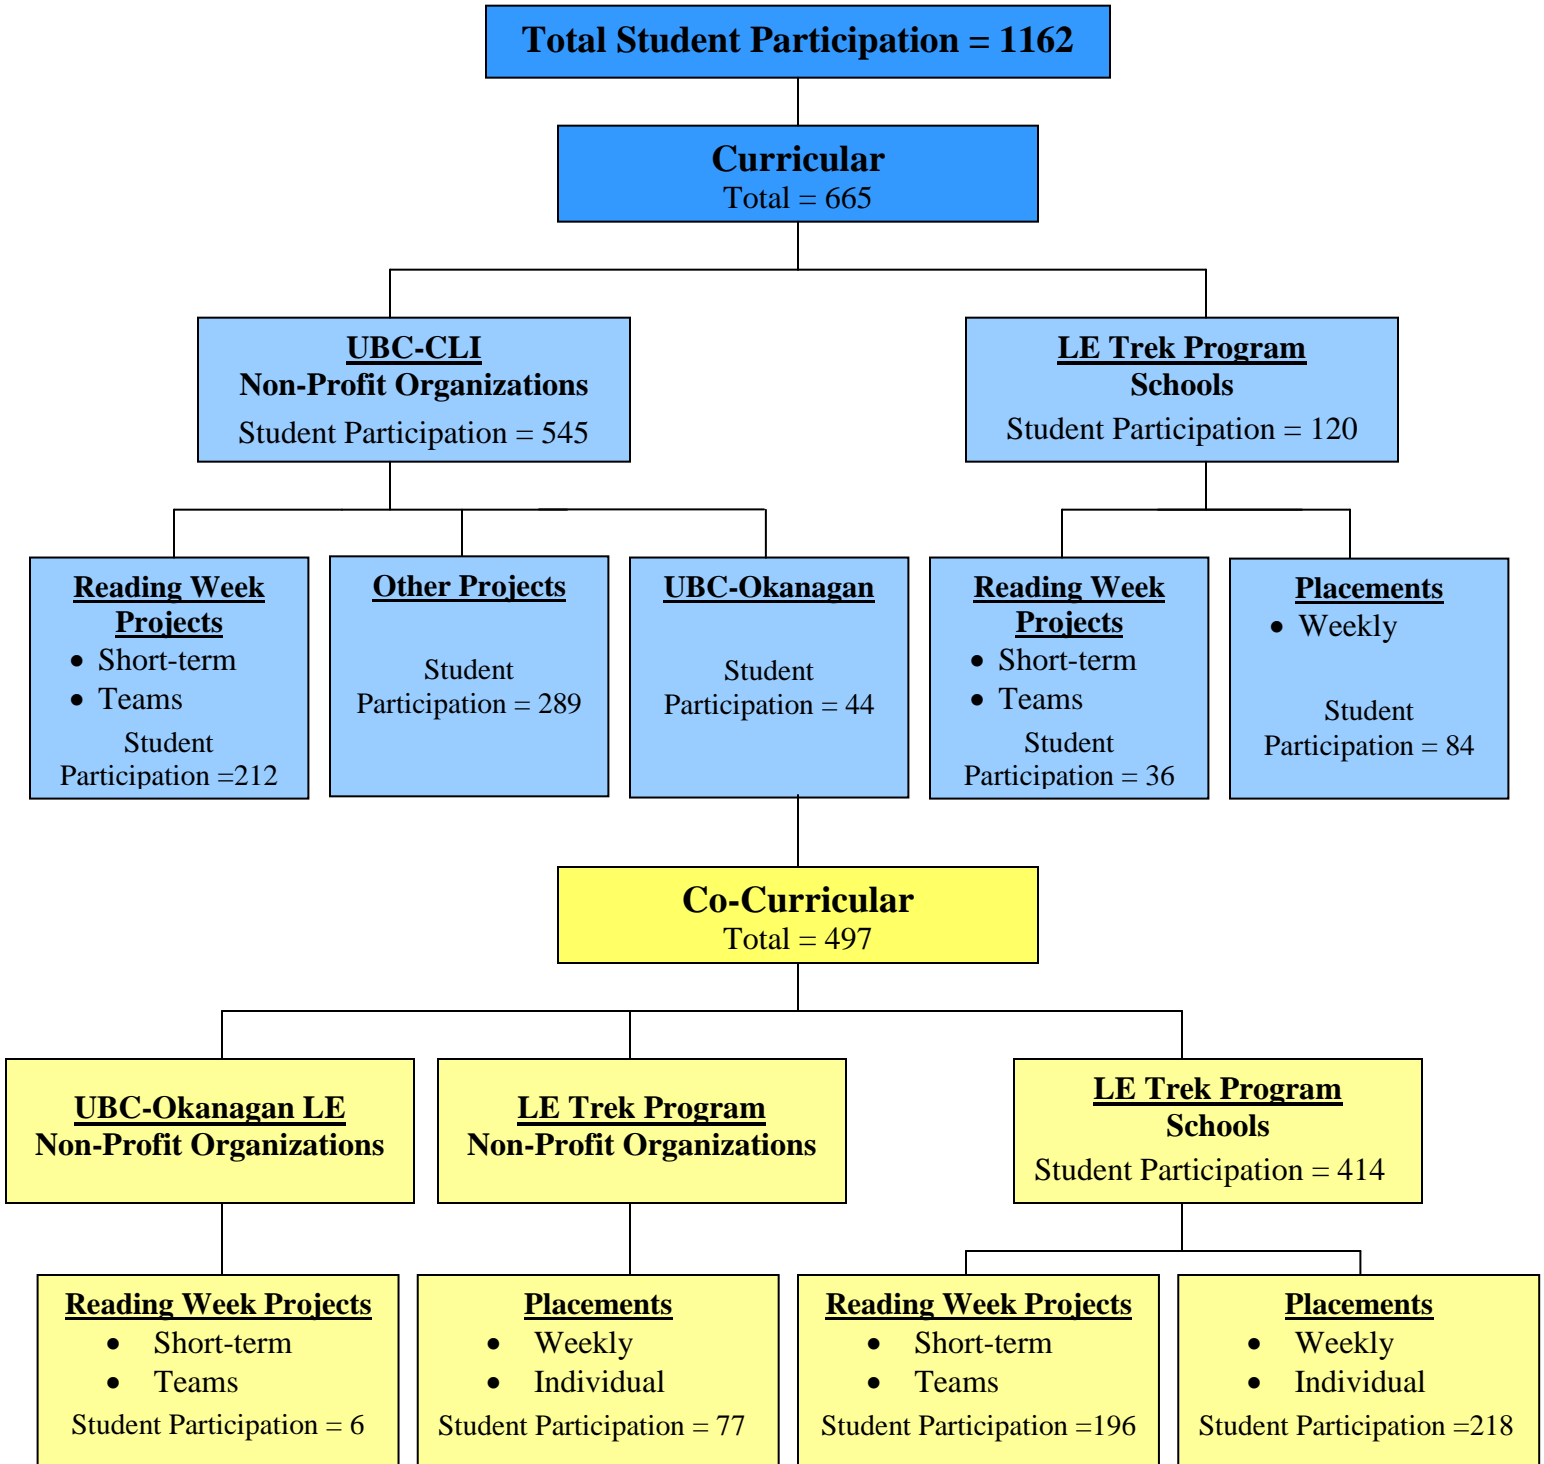 Total Student Participation = 1162
Curricular
Total = 665
UBC-CLI
Non-Profit Organizations
Student Participation = 545
LE Trek Program
Schools
Student Participation = 120
Reading Week
Projects
• Short-term
• Teams
Student
Participation =212
Other Projects
Student
Participation = 289
UBC-Okanagan
Student
Participation = 44
Reading Week
Projects
• Short-term
• Teams
Student
Participation = 36
Placements
• Weekly
Student
Participation = 84
Co-Curricular
Total = 497
UBC-Okanagan LE
Non-Profit Organizations
LE Trek Program
Non-Profit Organizations
LE Trek Program
Schools
Student Participation = 414
Reading Week Projects
• Short-term
• Teams
Student Participation = 6
Placements
• Weekly
• Individual
Student Participation = 77
Reading Week Projects
• Short-term
• Teams
Student Participation =196
Placements
• Weekly
• Individual
Student Participation =218